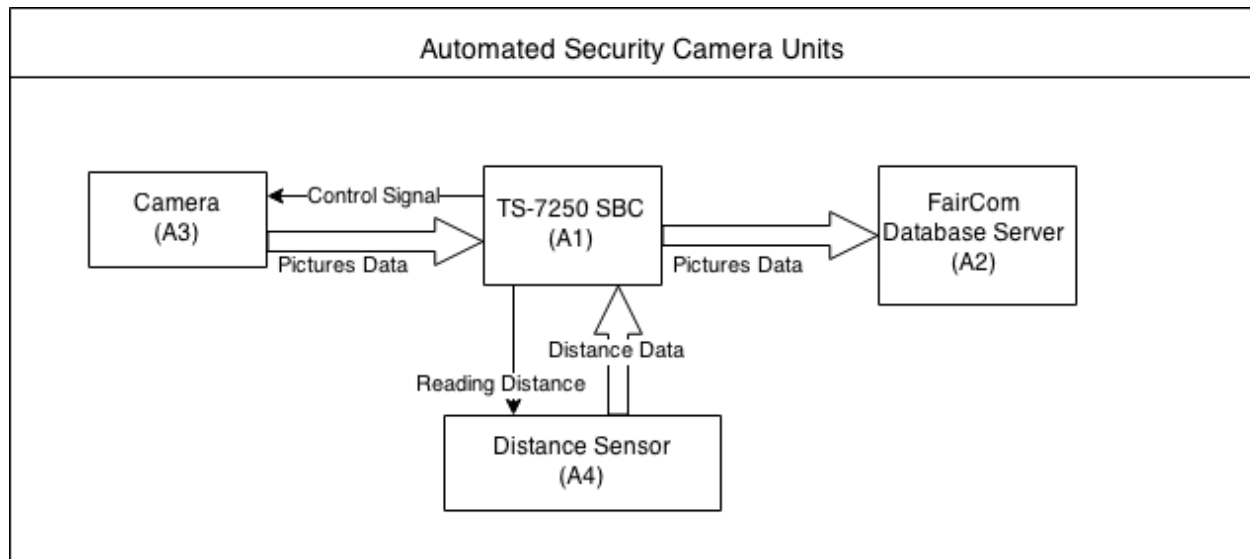 Automated Security Camera Units
Camera
(A3)
Control Signal
Pictures Data
TS-7250 SBC
(A1)
Pictures Data
FairCom
Database Server
(A2)
Distance Data
Reading Distance
Distance Sensor
(A4)